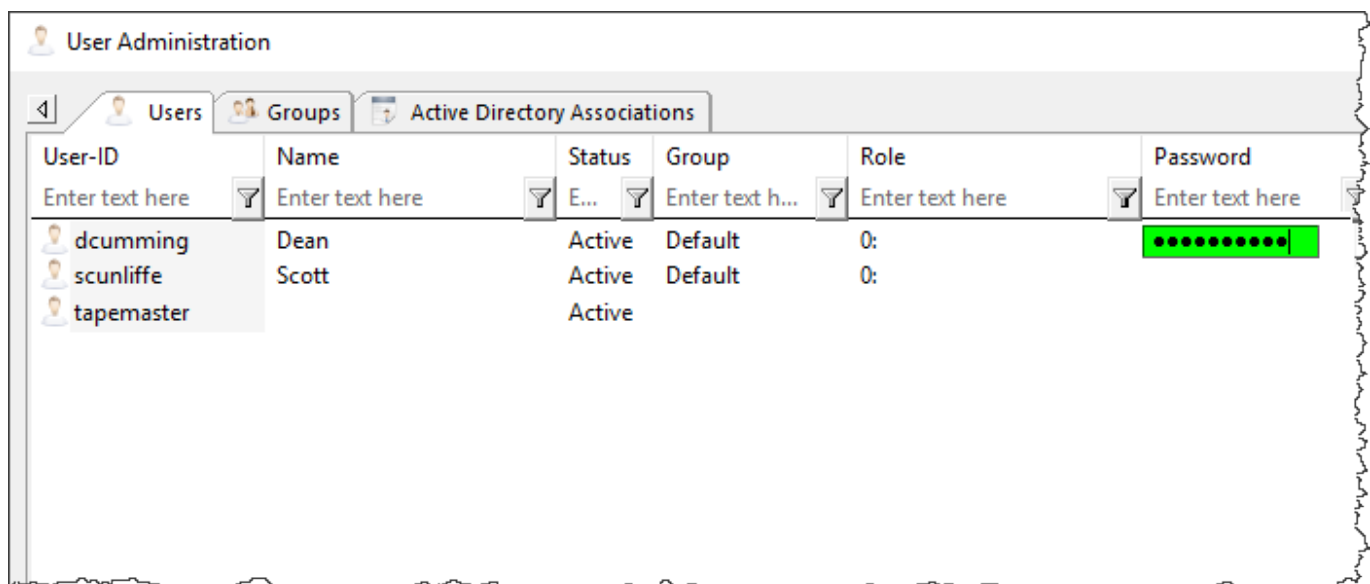 User Administration
Users Groups Active Directory Associations
User-ID Name Status Group Role Password
Enter text here Enter text here E... Enter text h... Enter text here Enter text here
dcumming Dean Active Default 0: ●●●●●●●●●●
scunliffe Scott Active Default 0:
tapemaster Active